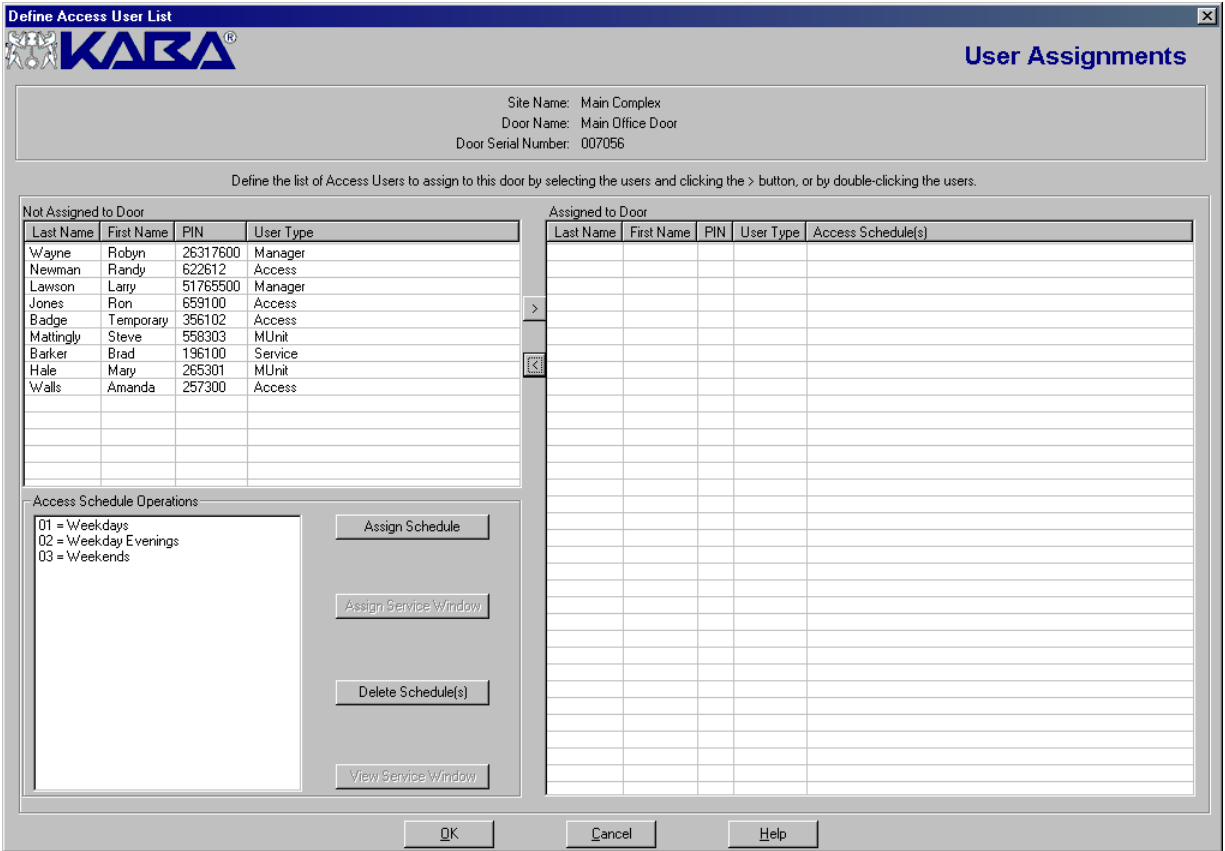 Define Access User List
KABA®
User Assignments
Site Name: Main Complex
Door Name: Main Office Door
Door Serial Number: 007056
Define the list of Access Users to assign to this door by selecting the users and clicking the > button, or by double-clicking the users.
Not Assigned to Door
Last Name First Name PIN User Type
Wayne Robyn 26317600 Manager
Newman Randy 622612 Access
Lawson Larry 51765500 Manager
Jones Ron 659100 Access
Badge Temporary 356102 Access
Mattingly Steve 558303 MUnit
Barker Brad 196100 Service
Hale Mary 265301 MUnit
Walls Amanda 257300 Access
>
<
Assigned to Door
Last Name First Name PIN User Type Access Schedule(s)
Access Schedule Operations
01 = Weekdays
02 = Weekday Evenings
03 = Weekends
Assign Schedule
Assign Service Window
Delete Schedule(s)
View Service Window
OK Cancel Help